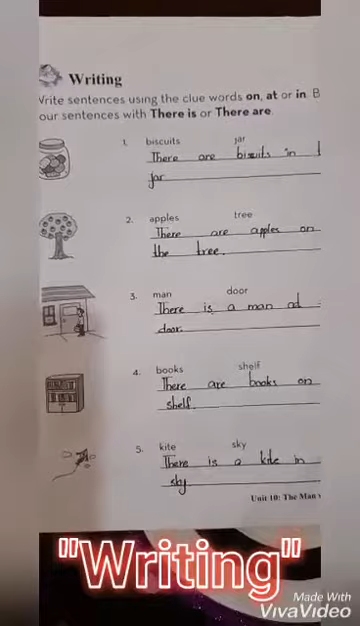 Writing
Write sentences using the clue words on, at or in. B
our sentences with There is or There are.
1. biscuits jar
There are biscuits in
jar
2. apples tree
There are apples on
the tree.
3. man door
There is a man ad
door.
4. books shelf
There are books on
shelf.
5. kite sky
There is a kite in
sky
Unit 10: The Man
"Writing"
Made With
VivaVideo